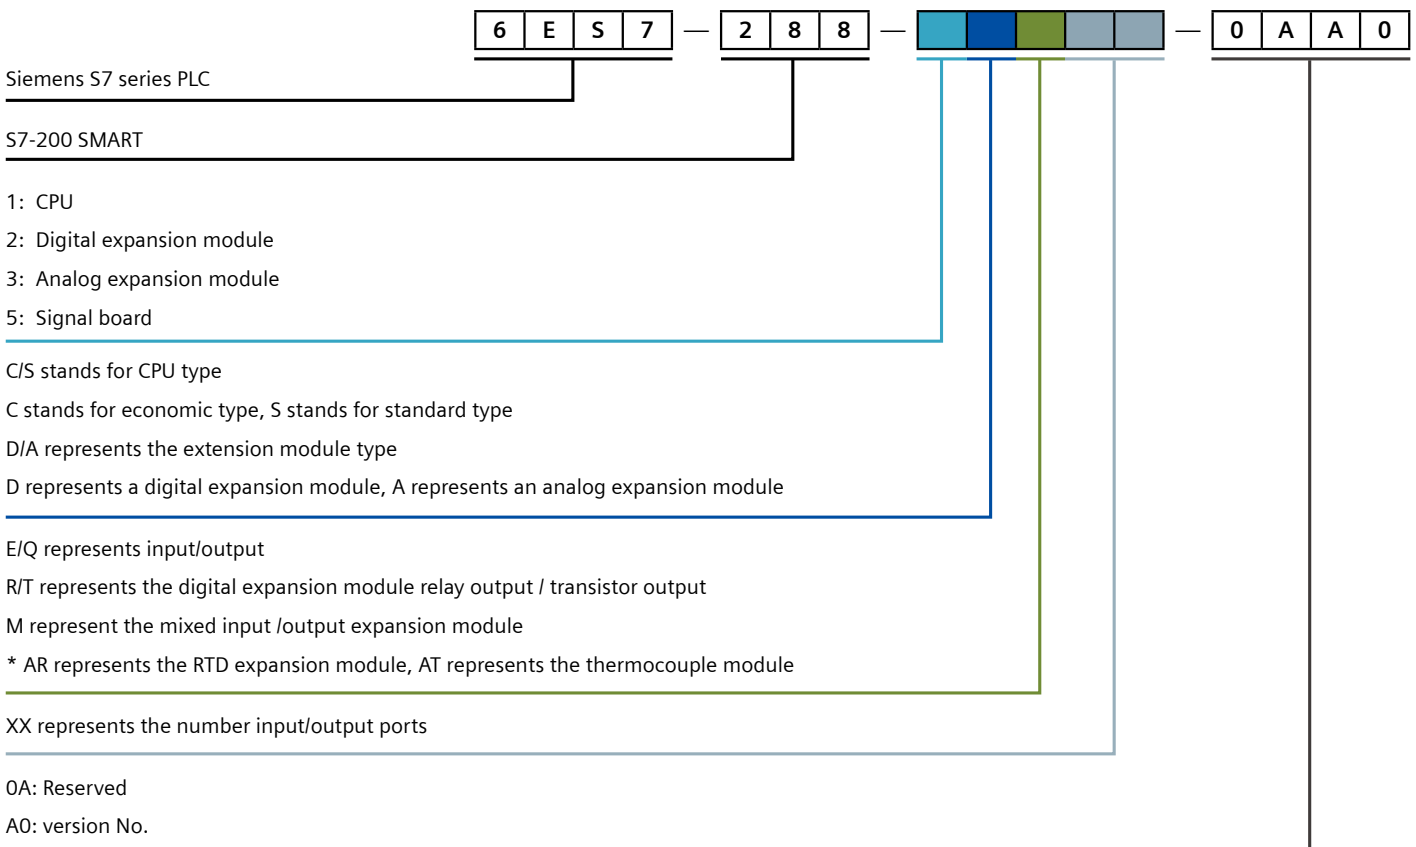 6 E S 7 — 2 8 8 — — 0 A A 0
Siemens S7 series PLC
S7-200 SMART
1: CPU
2: Digital expansion module
3: Analog expansion module
5: Signal board
C/S stands for CPU type
C stands for economic type, S stands for standard type
D/A represents the extension module type
D represents a digital expansion module, A represents an analog expansion module
E/Q represents input/output
R/T represents the digital expansion module relay output / transistor output
M represent the mixed input /output expansion module
* AR represents the RTD expansion module, AT represents the thermocouple module
XX represents the number input/output ports
0A: Reserved
A0: version No.